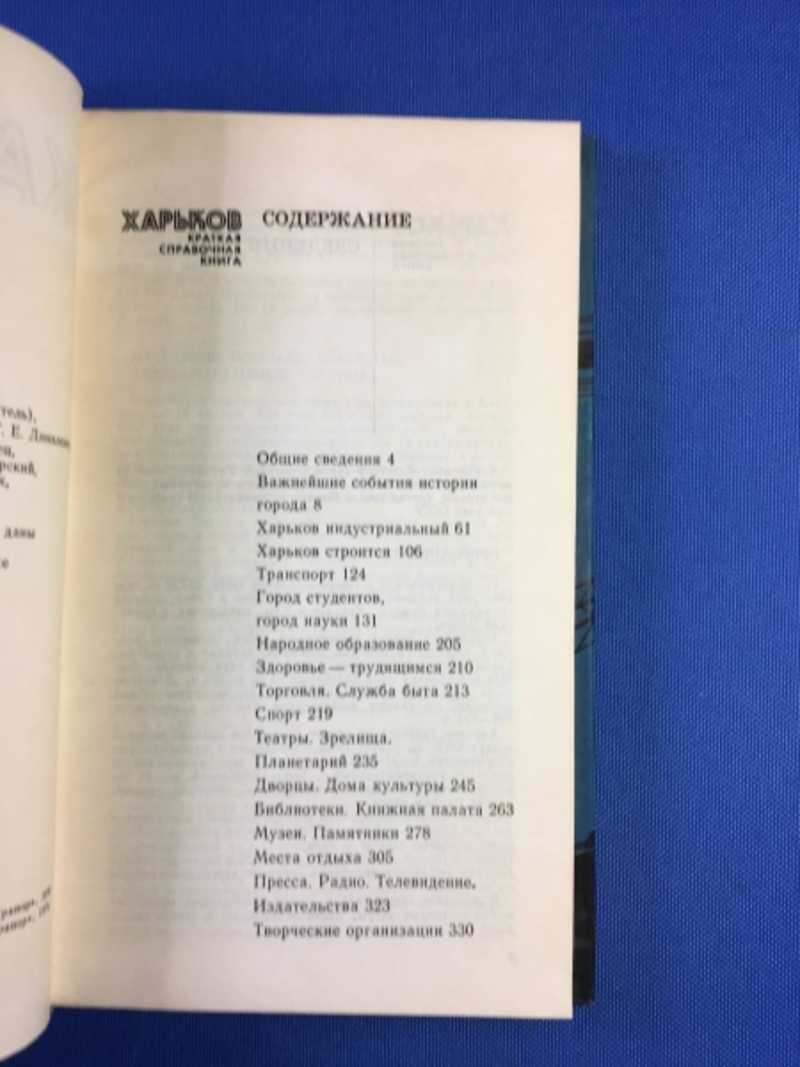 тель),
Е.
рский,
даны
ХАРЬКОВ
КРАТКАЯ
СПРАВОЧНАЯ
КНИГА
СОДЕРЖАНИЕ
Общие сведения 4
Важнейшие события истории
города 8
Харьков индустриальный 61
Харьков строится 106
Транспорт 124
Город студентов,
город науки 131
Народное образование 205
Здоровье — трудящимся 210
Торговля. Служба быта 213
Спорт 219
Театры. Зрелища.
Планетарий 235
Дворцы. Дома культуры 245
Библиотеки. Книжная палата 263
Музеи. Памятники 278
Места отдыха 305
Пресса. Радио. Телевидение.
Издательства 323
Творческие организации 330